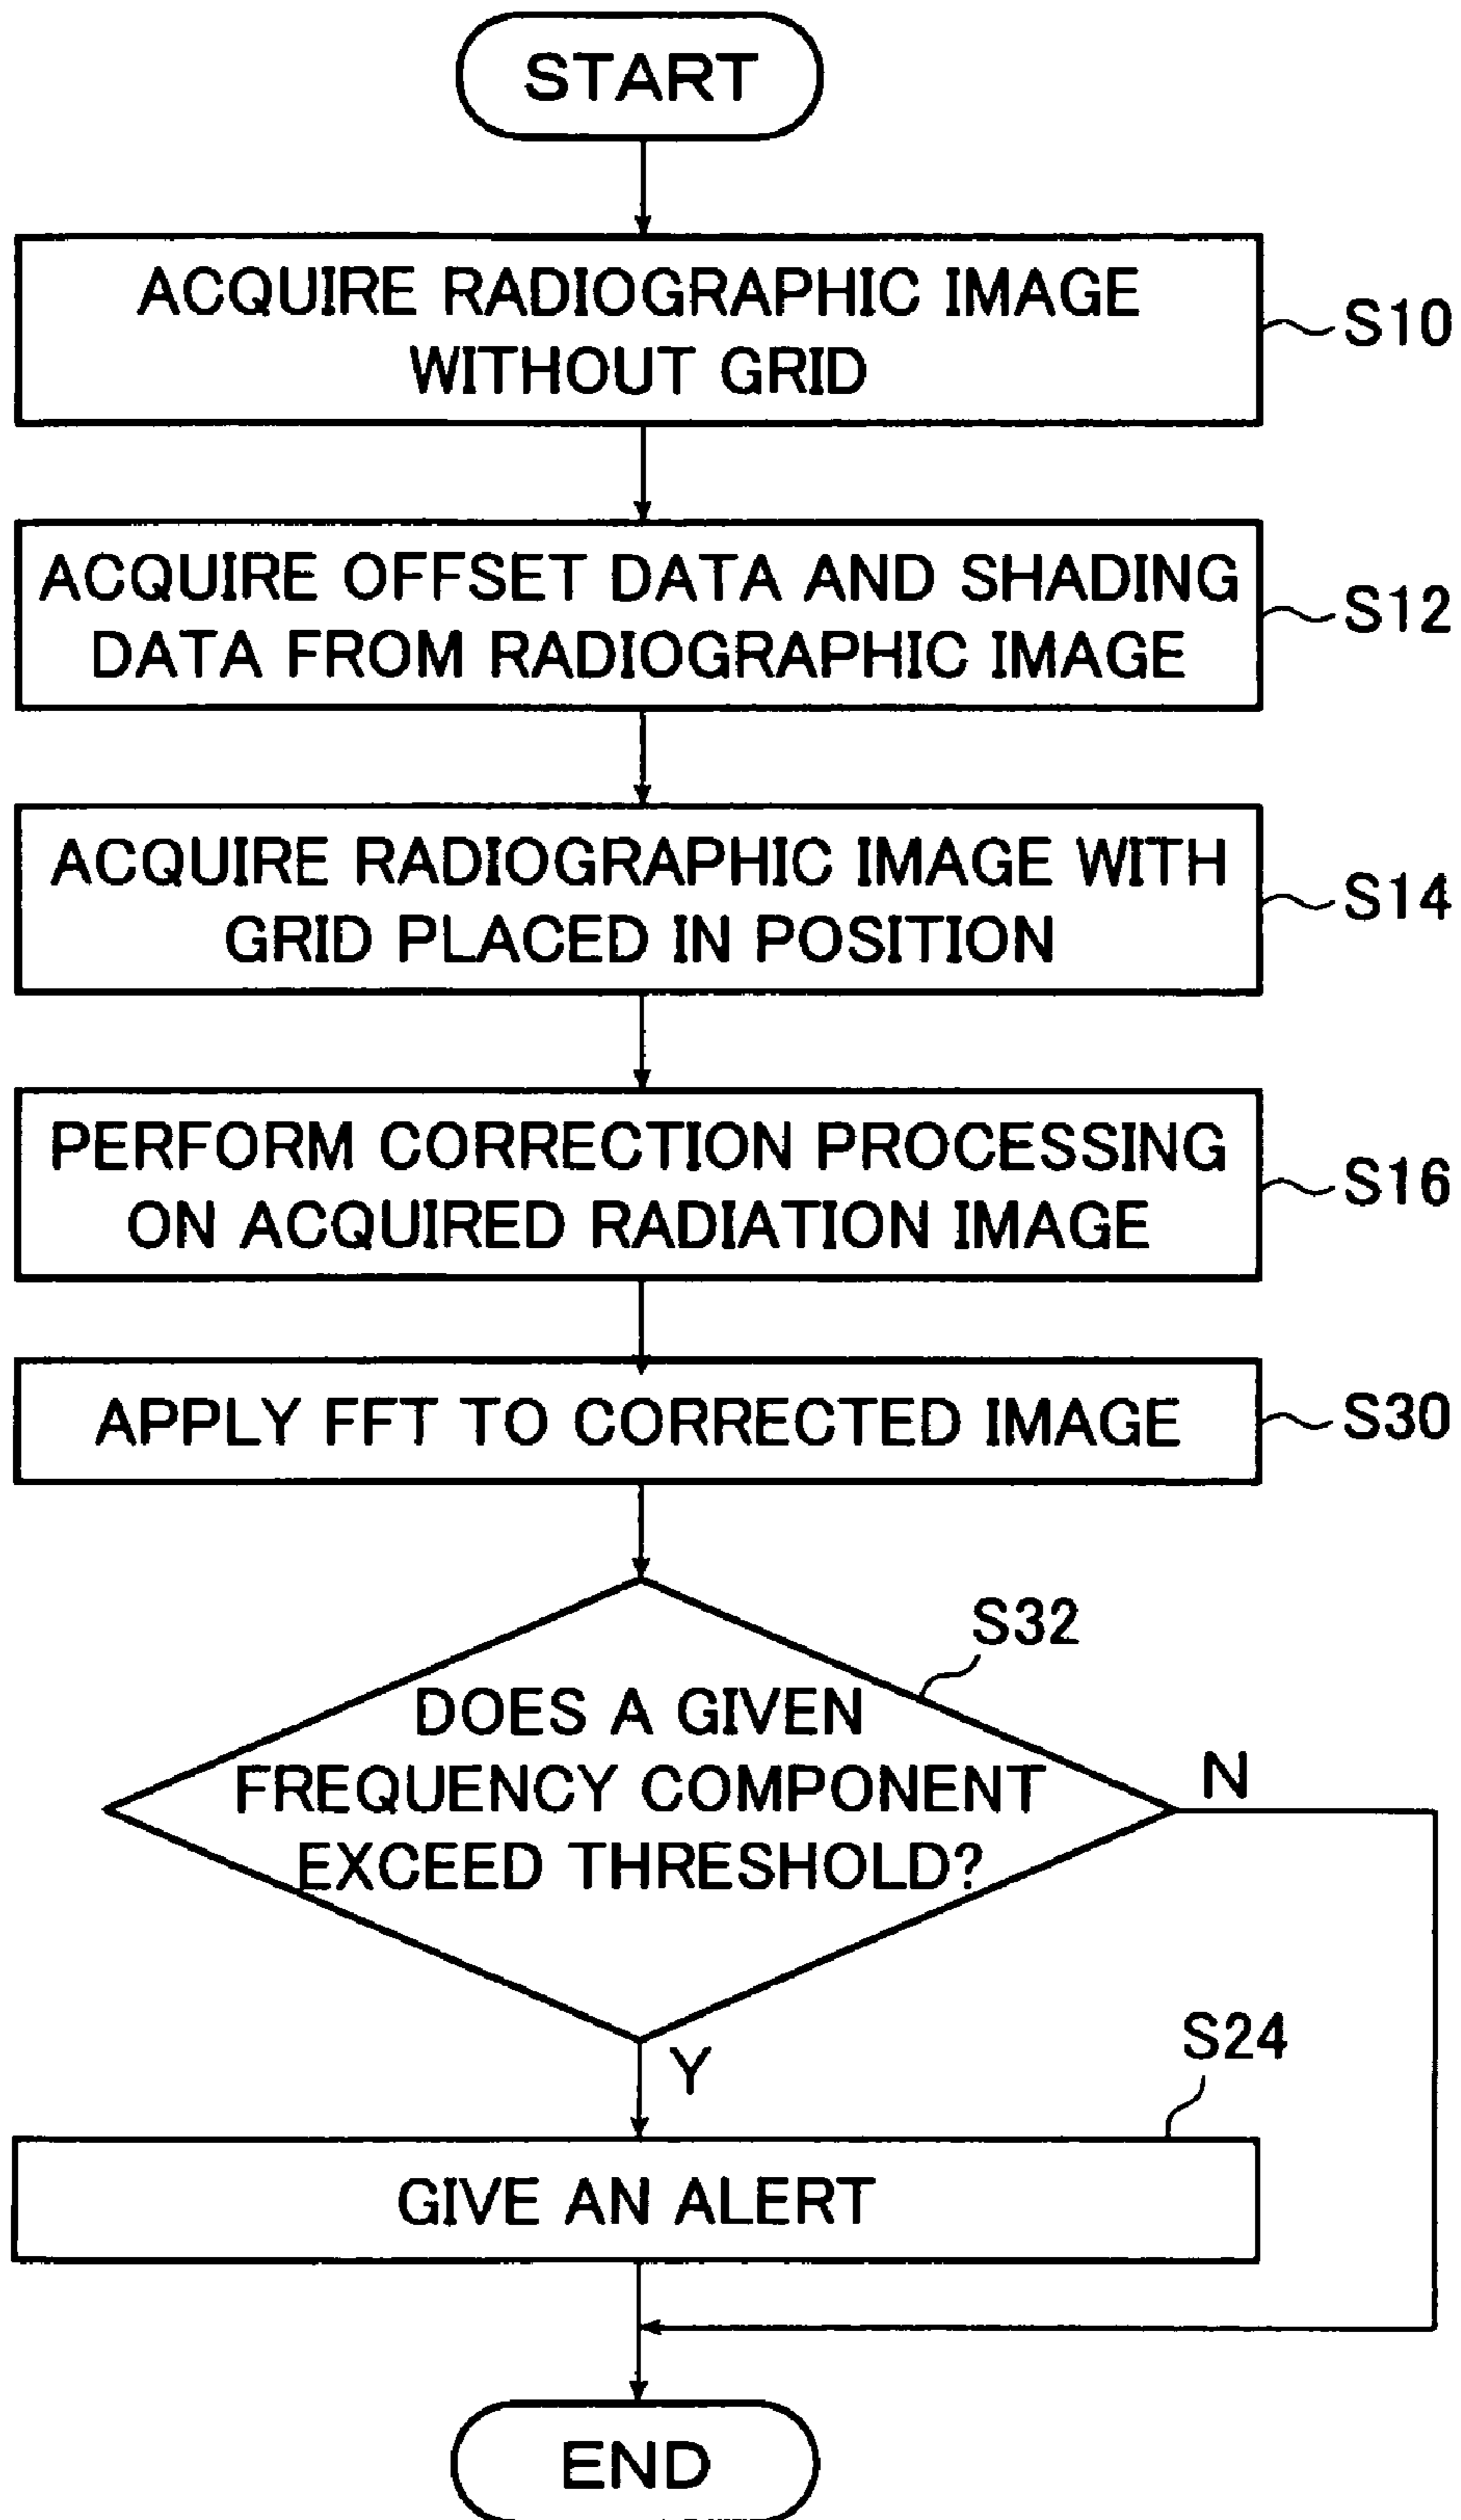 START
ACQUIRE RADIOGRAPHIC IMAGE
WITHOUT GRID
S10
ACQUIRE OFFSET DATA AND SHADING
DATA FROM RADIOGRAPHIC IMAGE
S12
ACQUIRE RADIOGRAPHIC IMAGE WITH
GRID PLACED IN POSITION
S14
PERFORM CORRECTION PROCESSING
ON ACQUIRED RADIATION IMAGE
S16
APPLY FFT TO CORRECTED IMAGE
S30
S32
DOES A GIVEN
FREQUENCY COMPONENT
EXCEED THRESHOLD?
N
Y
S24
GIVE AN ALERT
END